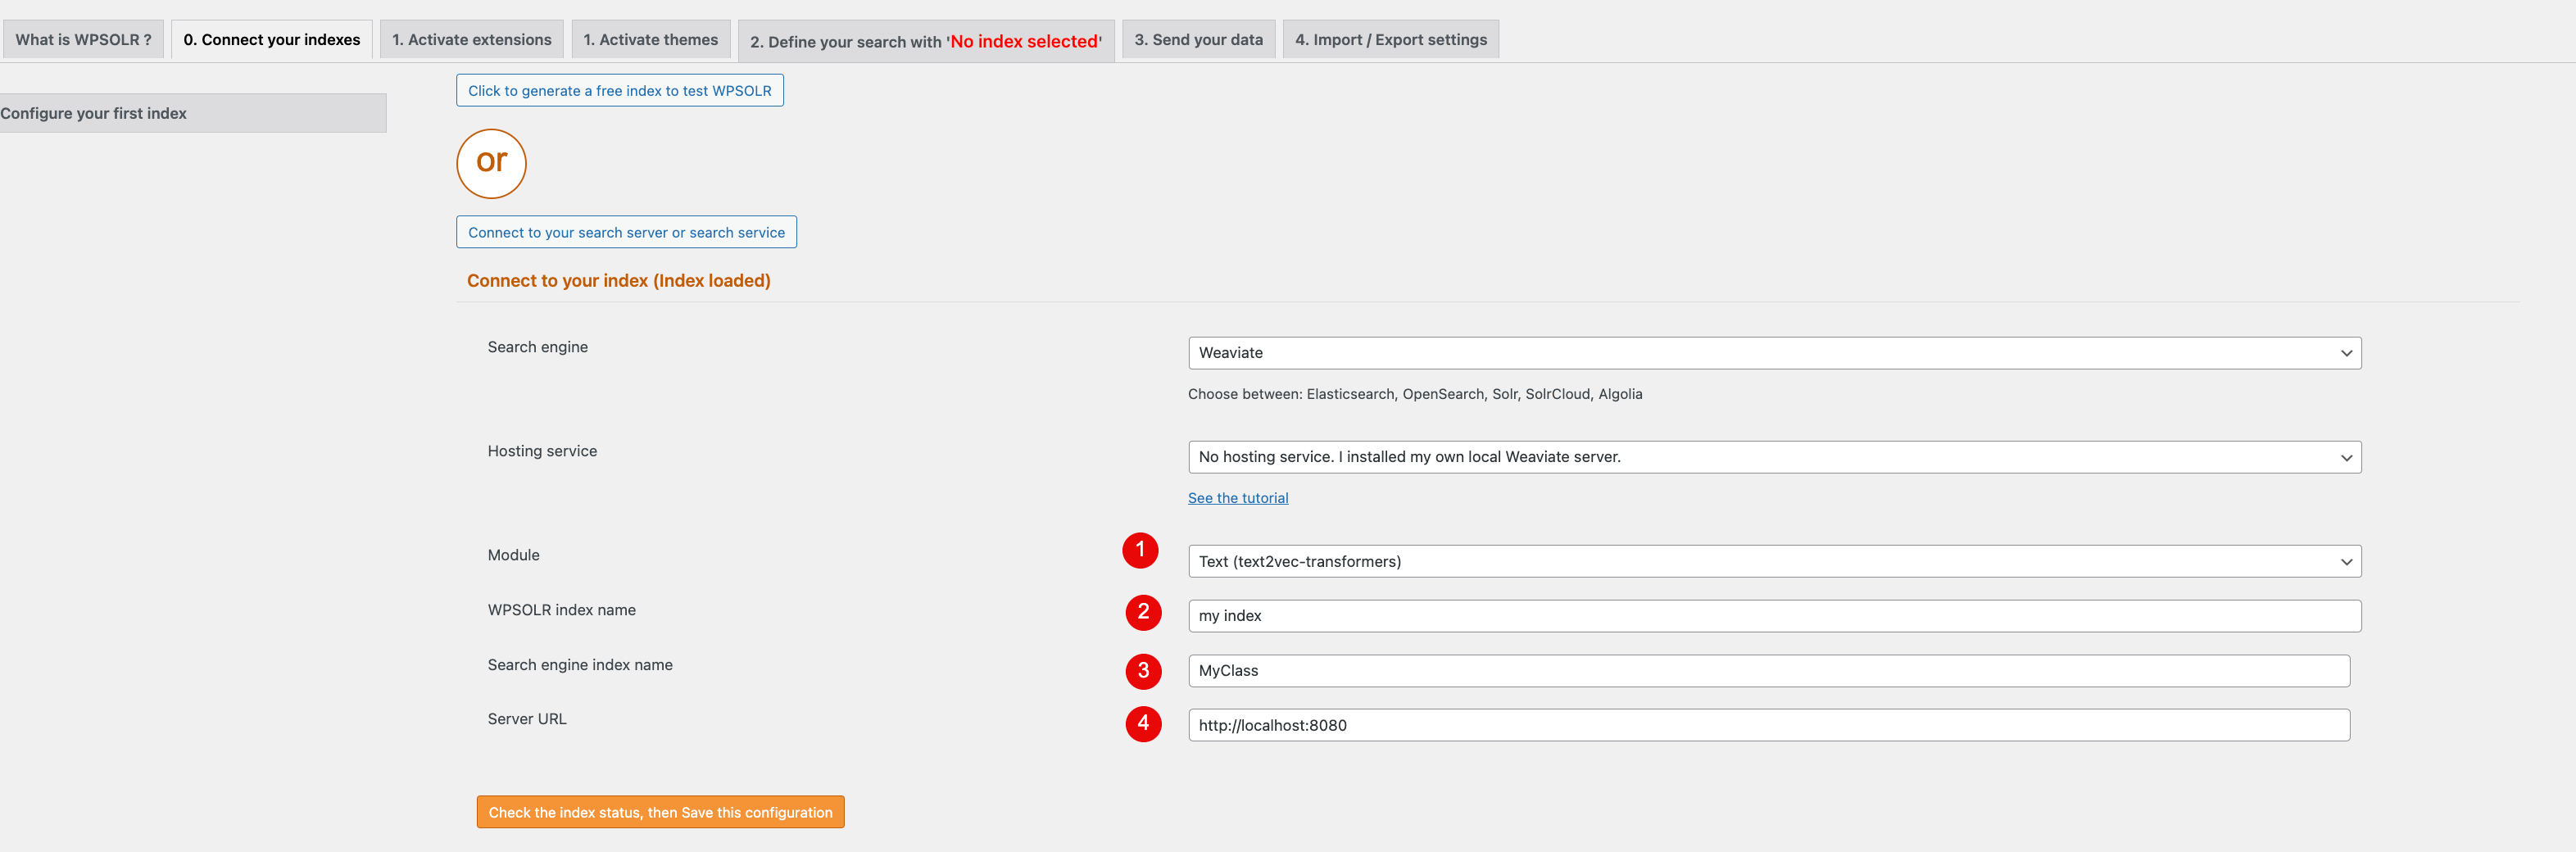 What is WPSOLR ?
0. Connect your indexes
1. Activate extensions
1. Activate themes
2. Define your search with 'No index selected'
3. Send your data
4. Import / Export settings
Configure your first index
Click to generate a free index to test WPSOLR
or
Connect to your search server or search service
Connect to your index (Index loaded)
Search engine
Weaviate
Choose between: Elasticsearch, OpenSearch, Solr, SolrCloud, Algolia
Hosting service
No hosting service. I installed my own local Weaviate server.
See the tutorial
Module
1
Text (text2vec-transformers)
WPSOLR index name
2
my index
Search engine index name
3
MyClass
Server URL
4
http://localhost:8080
Check the index status, then Save this configuration